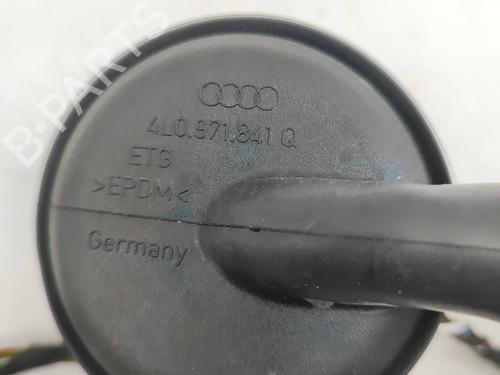 B-PARTS
4L0.971.841 Q
ETG
>EPDM<
Germany